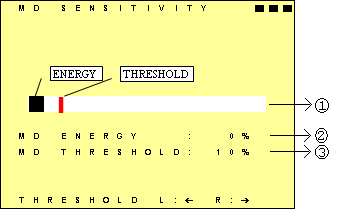 MD SENSITIVITY
ENERGY THRESHOLD
①
MD ENERGY : 0% ②
MD THRESHOLD: 10% ③
THRESHOLD L:← R:→